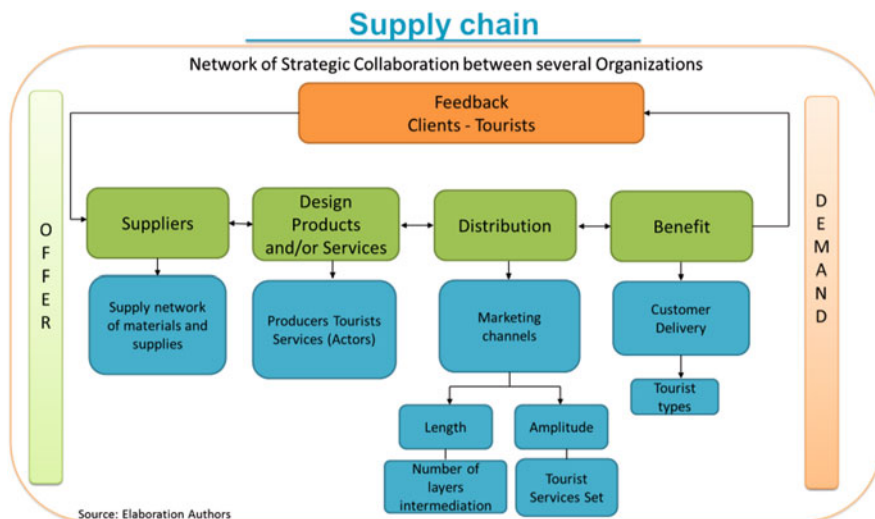 Supply chain
Network of Strategic Collaboration between several Organizations
Feedback
Clients - Tourists
OFFER
Suppliers
Design
Products
and/or Services
Distribution
Benefit
DEMAND
Supply network
of materials and
supplies
Producers Tourists
Services (Actors)
Marketing
channels
Customer
Delivery
Tourist
types
Length
Amplitude
Number of
layers
intermediation
Tourist
Services Set
Source: Elaboration Authors